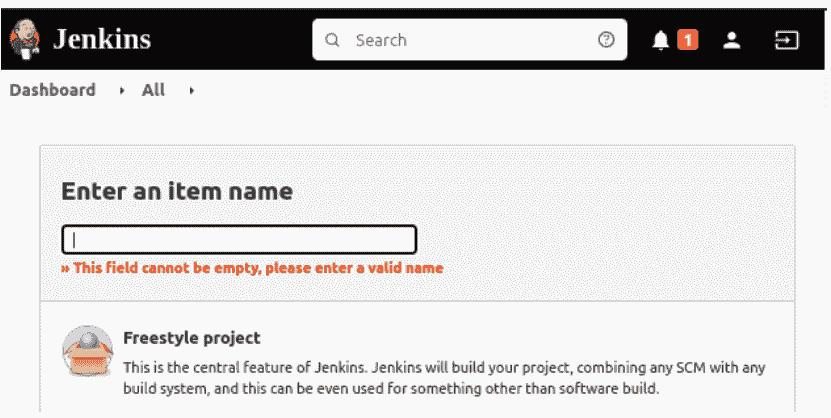 Jenkins
Search
1
Dashboard
All
Enter an item name
» This field cannot be empty, please enter a valid name
Freestyle project
This is the central feature of Jenkins. Jenkins will build your project, combining any SCM with any
build system, and this can be even used for something other than software build.